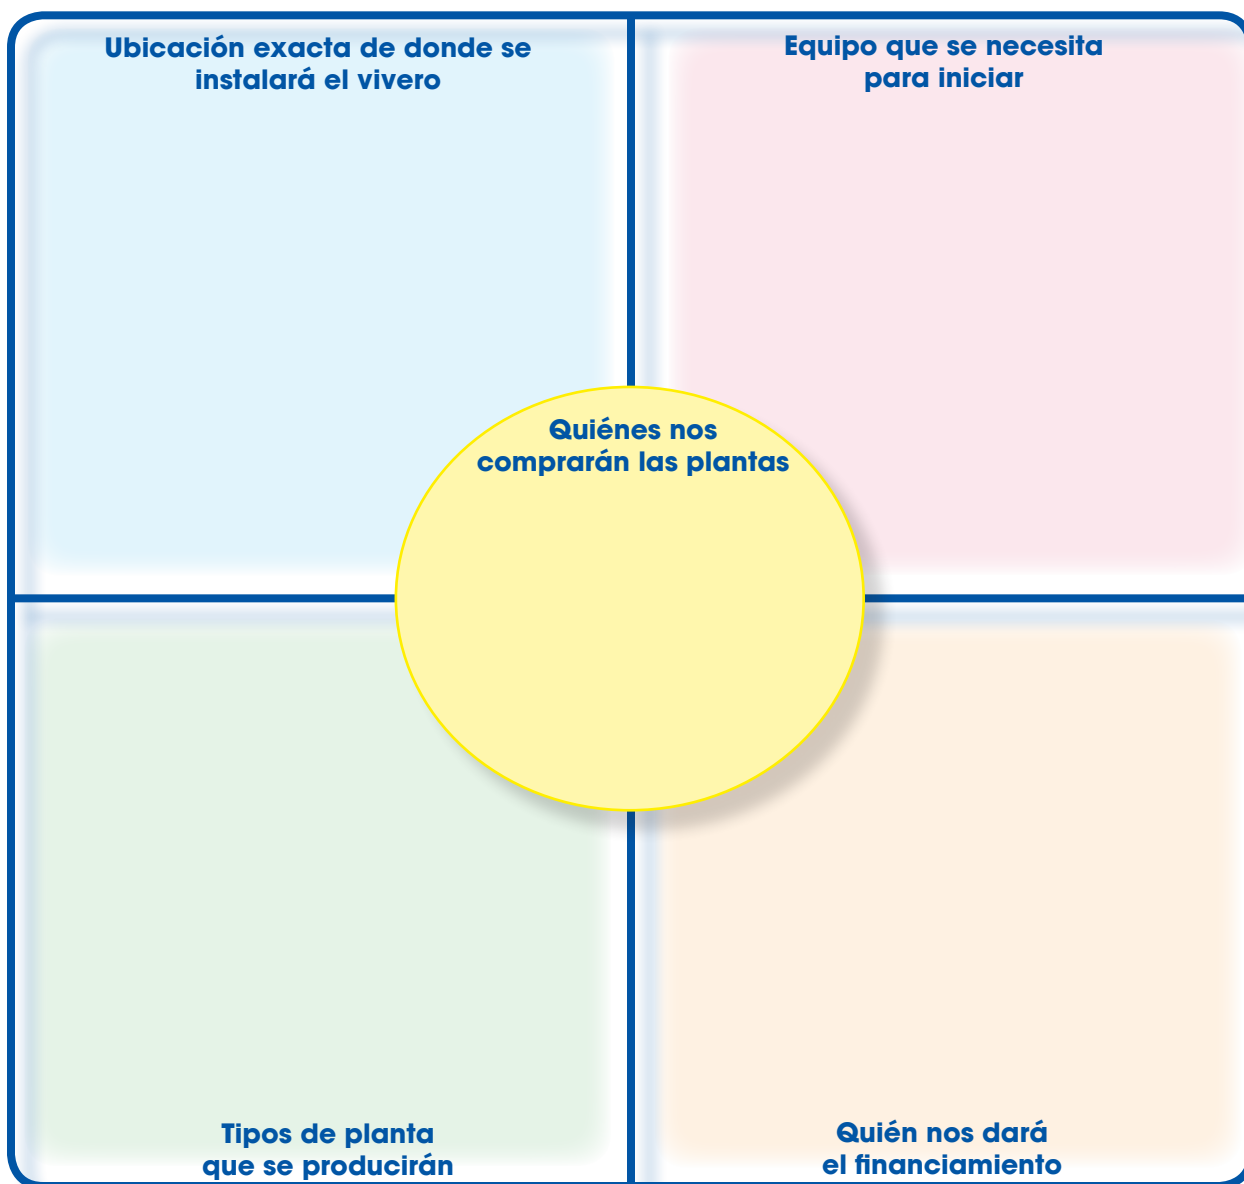 Ubicación exacta de donde se
instalará el vivero
Equipo que se necesita
para iniciar
Quiénes nos
comprarán las plantas
Tipos de planta
que se producirán
Quién nos dará
el financiamiento